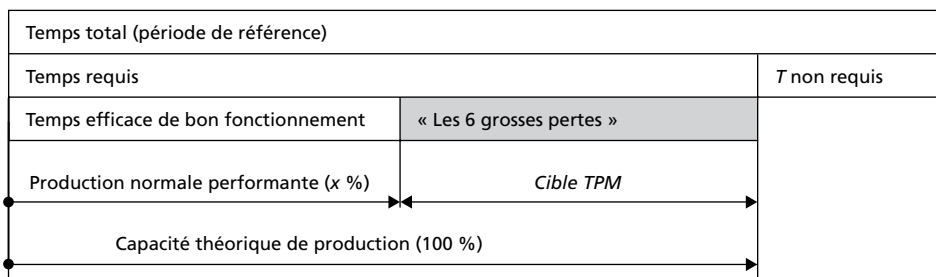 Temps total (période de référence)
Temps requis
T non requis
Temps efficace de bon fonctionnement
« Les 6 grosses pertes »
Production normale performante (x %)
Cible TPM
Capacité théorique de production (100 %)